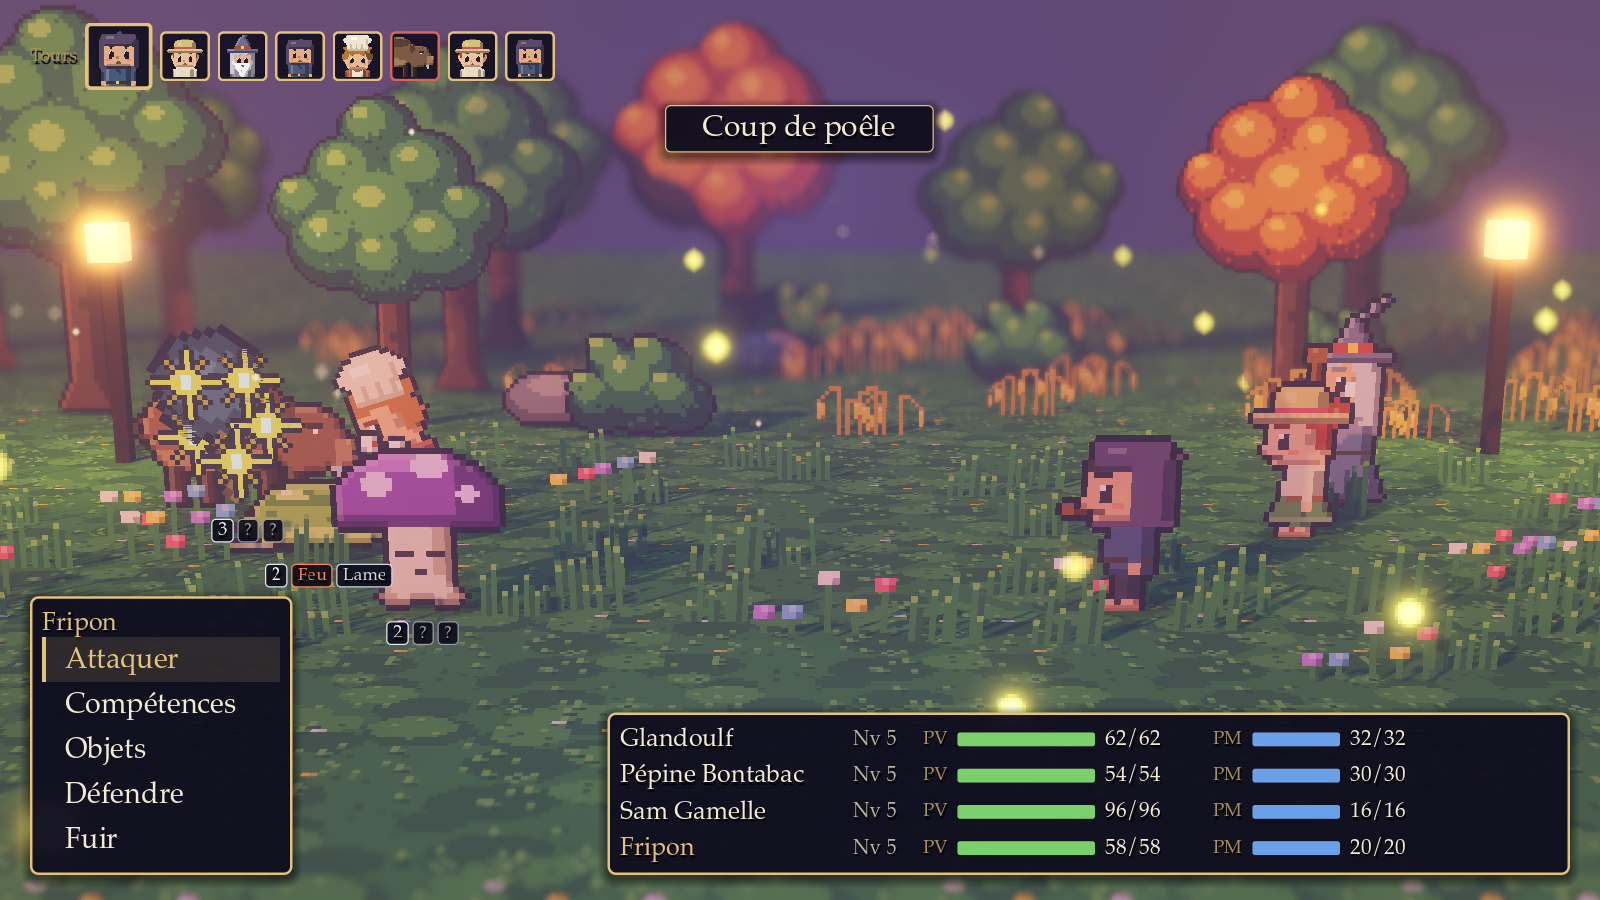 Tours
Coup de poêle
3 ? ?
2 Feu Lame
2 ? ?
Fripon
Attaquer
Compétences
Objets
Défendre
Fuir
Glandoulf Nv 5 PV 62/62 PM 32/32
Pépine Bontabac Nv 5 PV 54/54 PM 30/30
Sam Gamelle Nv 5 PV 96/96 PM 16/16
Fripon Nv 5 PV 58/58 PM 20/20